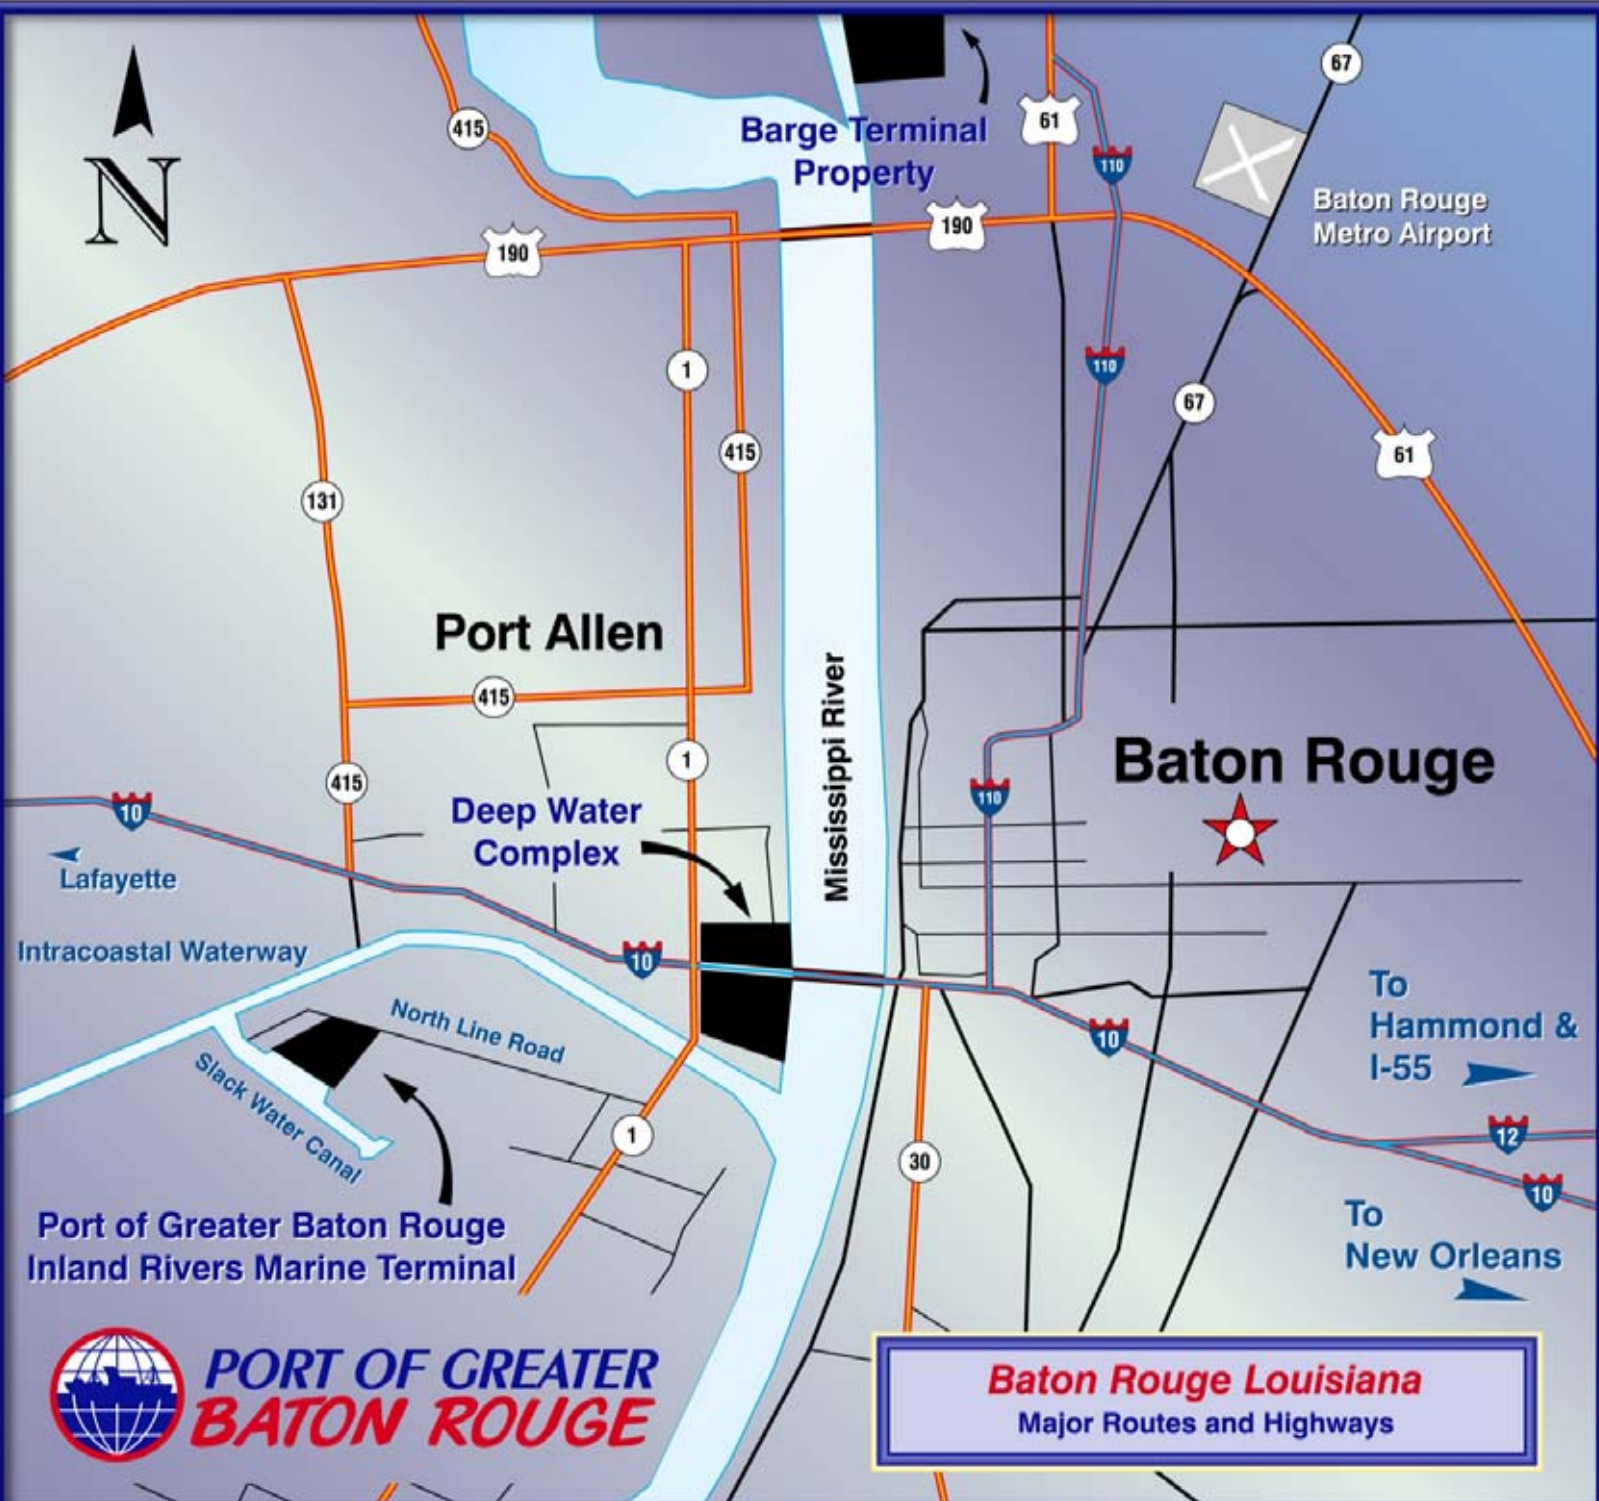 67
415
61
Barge Terminal
Property
110
190
190
Baton Rouge
Metro Airport
N
1
110
67
415
61
131
Port Allen
415
Mississippi River
1
Baton Rouge
415
10
110
Deep Water
Complex
Lafayette
Intracoastal Waterway
10
North Line Road
To
Hammond &
I-55
10
Slack Water Canal
1
12
30
10
Port of Greater Baton Rouge
Inland Rivers Marine Terminal
To
New Orleans
PORT OF GREATER
BATON ROUGE
Baton Rouge Louisiana
Major Routes and Highways